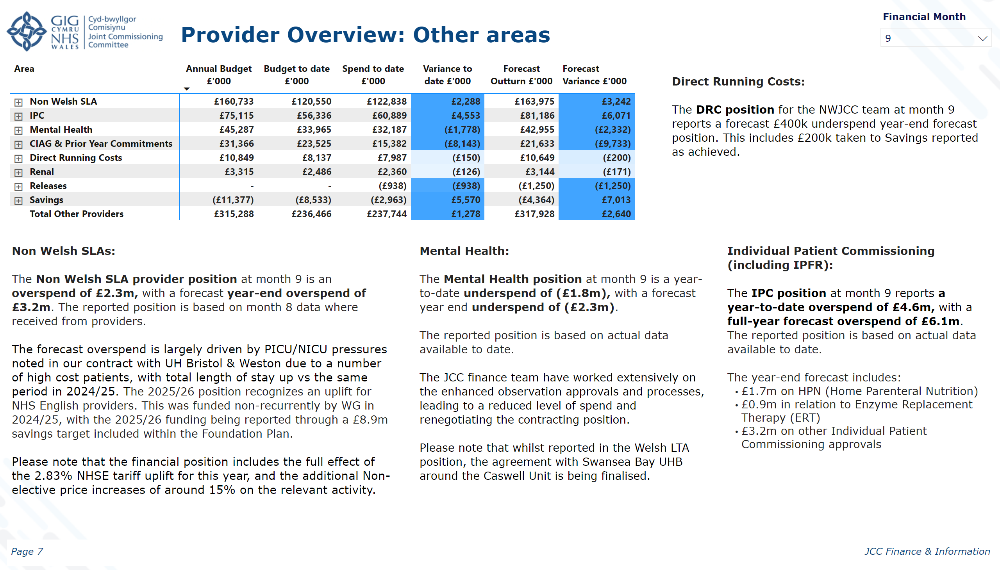 GIG
CYMRU
NHS
WALES
Cyd-bwyllgor
Comisiynu
Joint Commissioning
Committee
Provider Overview: Other areas
Financial Month
9
Area Annual Budget £'000 Budget to date £'000 Spend to date £'000 Variance to date £'000 Forecast Outturn £'000 Forecast Variance £'000
Non Welsh SLA £160,733 £120,550 £122,838 £2,288 £163,975 £3,242
IPC £75,115 £56,336 £60,889 £4,553 £81,186 £6,071
Mental Health £45,287 £33,965 £32,187 (£1,778) £42,955 (£2,332)
CIAG & Prior Year Commitments £31,366 £23,525 £15,382 (£8,143) £21,633 (£9,733)
Direct Running Costs £10,849 £8,137 £7,987 (£150) £10,649 (£200)
Renal £3,315 £2,486 £2,360 (£126) £3,144 (£171)
Releases - - (£938) (£938) (£1,250) (£1,250)
Savings (£11,377) (£8,533) (£2,963) £5,570 (£4,364) £7,013
Total Other Providers £315,288 £236,466 £237,744 £1,278 £317,928 £2,640
Direct Running Costs:
The DRC position for the NWJCC team at month 9
reports a forecast £400k underspend year-end forecast
position. This includes £200k taken to Savings reported
as achieved.
Non Welsh SLAs:
The Non Welsh SLA provider position at month 9 is an
overspend of £2.3m, with a forecast year-end overspend of
£3.2m. The reported position is based on month 8 data where
received from providers.
The forecast overspend is largely driven by PICU/NICU pressures
noted in our contract with UH Bristol & Weston due to a number
of high cost patients, with total length of stay up vs the same
period in 2024/25. The 2025/26 position recognizes an uplift for
NHS English providers. This was funded non-recurrently by WG in
2024/25, with the 2025/26 funding being reported through a £8.9m
savings target included within the Foundation Plan.
Please note that the financial position includes the full effect of
the 2.83% NHSE tariff uplift for this year, and the additional Non-
elective price increases of around 15% on the relevant activity.
Mental Health:
The Mental Health position at month 9 is a year-
to-date underspend of (£1.8m), with a forecast
year end underspend of (£2.3m).
The reported position is based on actual data
available to date.
The JCC finance team have worked extensively on
the enhanced observation approvals and processes,
leading to a reduced level of spend and
renegotiating the contracting position.
Please note that whilst reported in the Welsh LTA
position, the agreement with Swansea Bay UHB
around the Caswell Unit is being finalised.
Individual Patient Commissioning
(including IPFR):
The IPC position at month 9 reports a
year-to-date overspend of £4.6m, with a
full-year forecast overspend of £6.1m.
The reported position is based on actual data
available to date.
The year-end forecast includes:
• £1.7m on HPN (Home Parenteral Nutrition)
• £0.9m in relation to Enzyme Replacement
Therapy (ERT)
• £3.2m on other Individual Patient
Commissioning approvals
Page 7
JCC Finance & Information